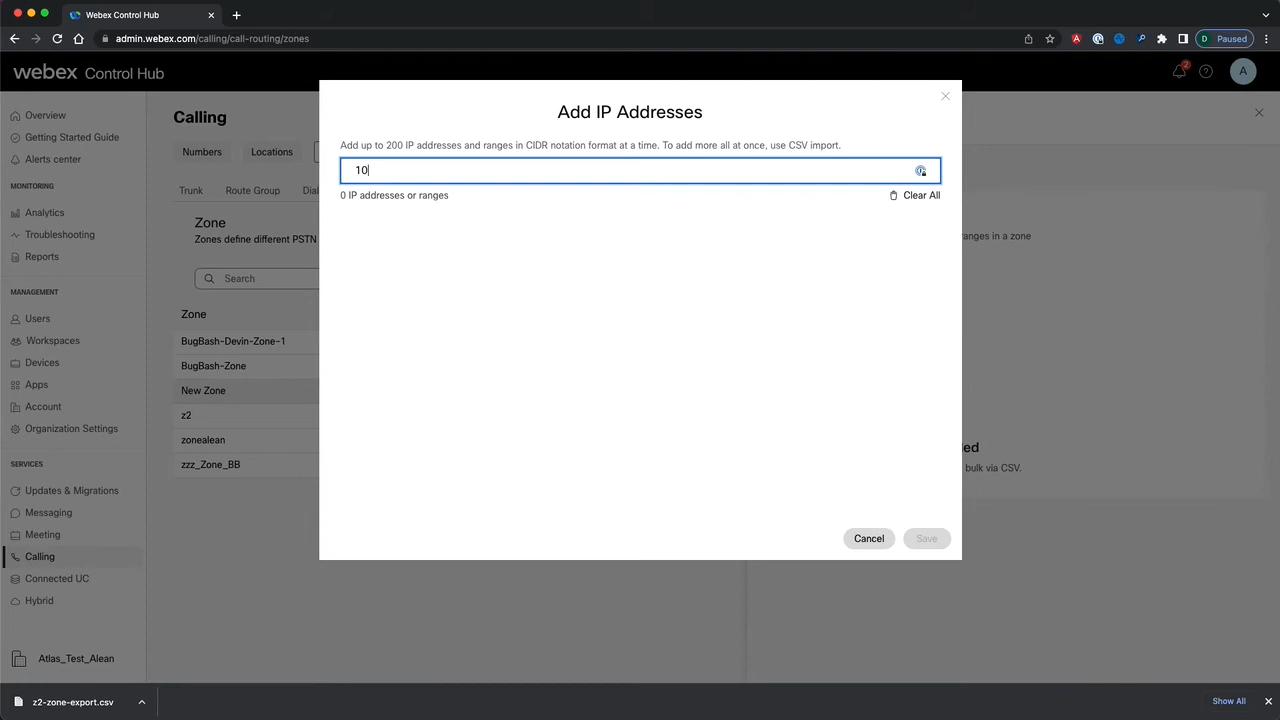 Webex Control Hub
admin.webex.com/calling/call-routing/zones
D Paused
webex Control Hub
2
A
Overview
Getting Started Guide
Alerts center
MONITORING
Analytics
Troubleshooting
Reports
MANAGEMENT
Users
Workspaces
Devices
Apps
Account
Organization Settings
SERVICES
Updates & Migrations
Messaging
Meeting
Calling
Connected UC
Hybrid
Atlas_Test_Alean
Calling
Numbers Locations
Trunk Route Group Dial
Zone
Zones define different PSTN
Search
Zone
BugBash-Devin-Zone-1
BugBash-Zone
New Zone
z2
zonealean
zzz_Zone_BB
Add IP Addresses
Add up to 200 IP addresses and ranges in CIDR notation format at a time. To add more all at once, use CSV import.
10
0 IP addresses or ranges
Clear All
Cancel Save
ranges in a zone
ed
bulk via CSV.
z2-zone-export.csv
Show All